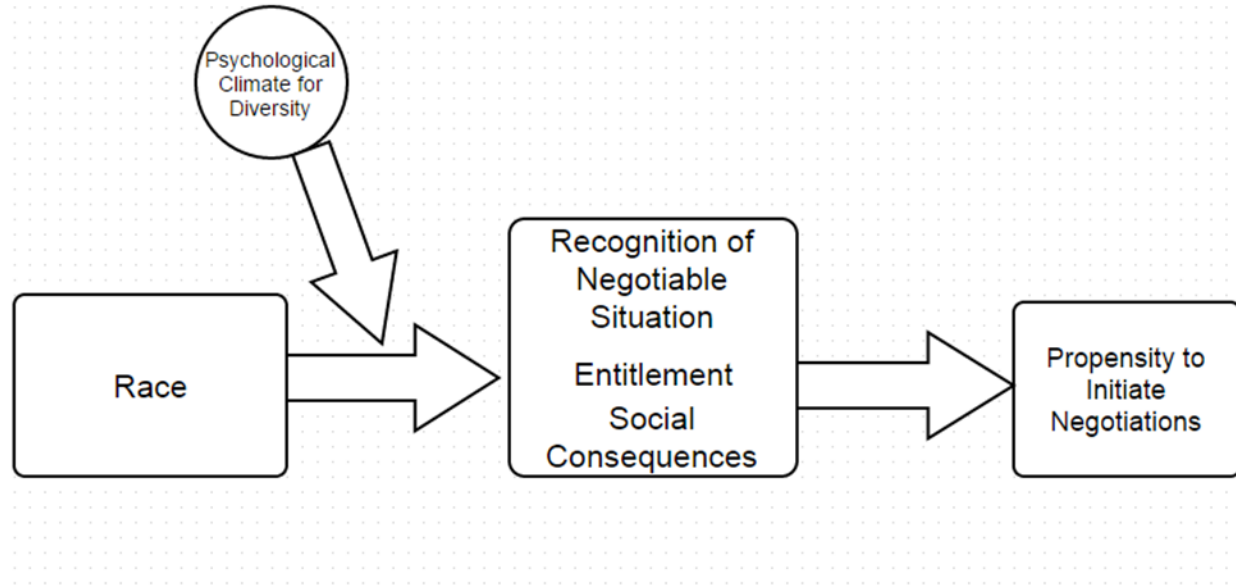 Psychological
Climate for
Diversity
Race
Recognition of
Negotiable
Situation
Entitlement
Social
Consequences
Propensity to
Initiate
Negotiations